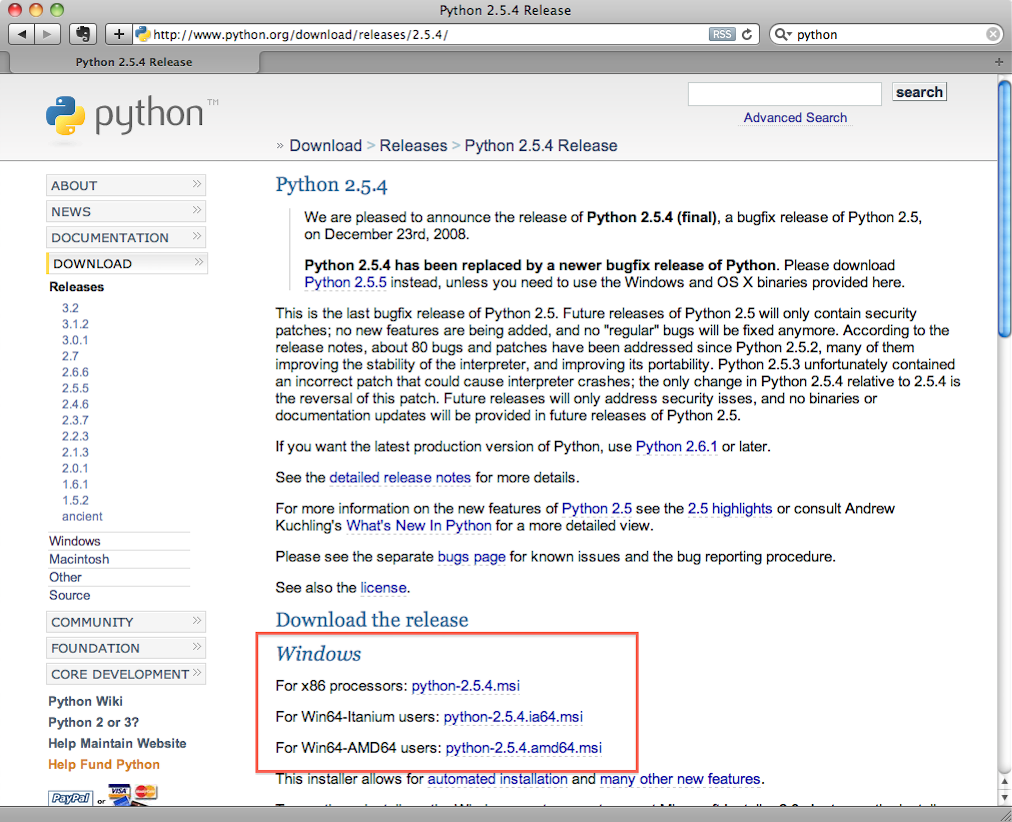 Python 2.5.4 Release
http://www.python.org/download/releases/2.5.4/
RSS
python
Python 2.5.4 Release
python TM
search
Advanced Search
» Download > Releases > Python 2.5.4 Release
ABOUT »
NEWS »
DOCUMENTATION »
DOWNLOAD »
Releases
3.2
3.1.2
3.0.1
2.7
2.6.6
2.5.5
2.4.6
2.3.7
2.2.3
2.1.3
2.0.1
1.6.1
1.5.2
ancient
Windows
Macintosh
Other
Source
COMMUNITY »
FOUNDATION »
CORE DEVELOPMENT »
Python Wiki
Python 2 or 3?
Help Maintain Website
Help Fund Python
PayPal or VISA
Python 2.5.4
We are pleased to announce the release of Python 2.5.4 (final), a bugfix release of Python 2.5,
on December 23rd, 2008.
Python 2.5.4 has been replaced by a newer bugfix release of Python. Please download
Python 2.5.5 instead, unless you need to use the Windows and OS X binaries provided here.
This is the last bugfix release of Python 2.5. Future releases of Python 2.5 will only contain security
patches; no new features are being added, and no "regular" bugs will be fixed anymore. According to the
release notes, about 80 bugs and patches have been addressed since Python 2.5.2, many of them
improving the stability of the interpreter, and improving its portability. Python 2.5.3 unfortunately contained
an incorrect patch that could cause interpreter crashes; the only change in Python 2.5.4 relative to 2.5.4 is
the reversal of this patch. Future releases will only address security isses, and no binaries or
documentation updates will be provided in future releases of Python 2.5.
If you want the latest production version of Python, use Python 2.6.1 or later.
See the detailed release notes for more details.
For more information on the new features of Python 2.5 see the 2.5 highlights or consult Andrew
Kuchling's What's New In Python for a more detailed view.
Please see the separate bugs page for known issues and the bug reporting procedure.
See also the license.
Download the release
Windows
For x86 processors: python-2.5.4.msi
For Win64-Itanium users: python-2.5.4.ia64.msi
For Win64-AMD64 users: python-2.5.4.amd64.msi
This installer allows for automated installation and many other new features.